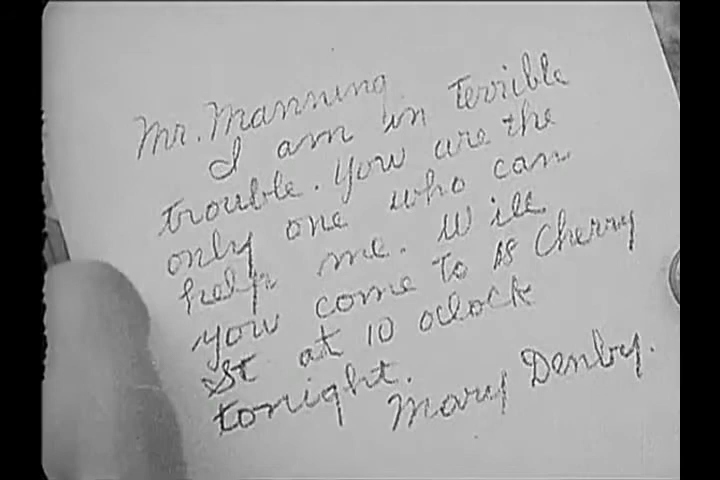 Mr. Manning
I am in terrible
trouble. You are the
only one who can
help me. Will
you come to 18 Cherry
St at 10 oclock
tonight.
Mary Denby.